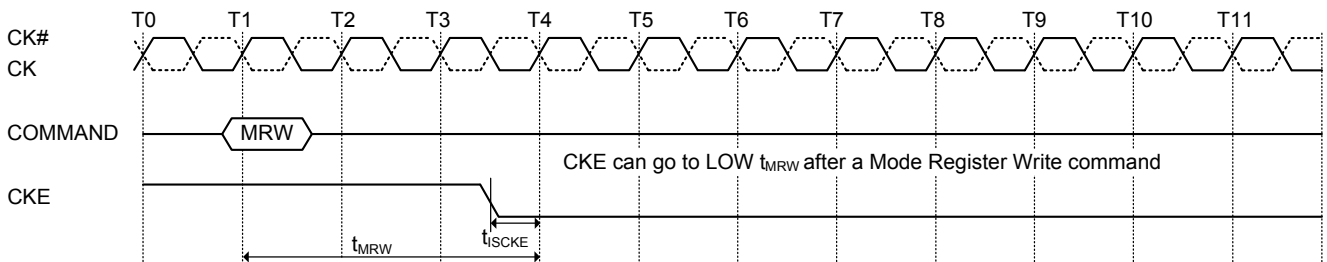 T0 T1 T2 T3 T4 T5 T6 T7 T8 T9 T10 T11
CK#
CK
COMMAND MRW
CKE can go to LOW tMRW after a Mode Register Write command
CKE
tISCKE
tMRW